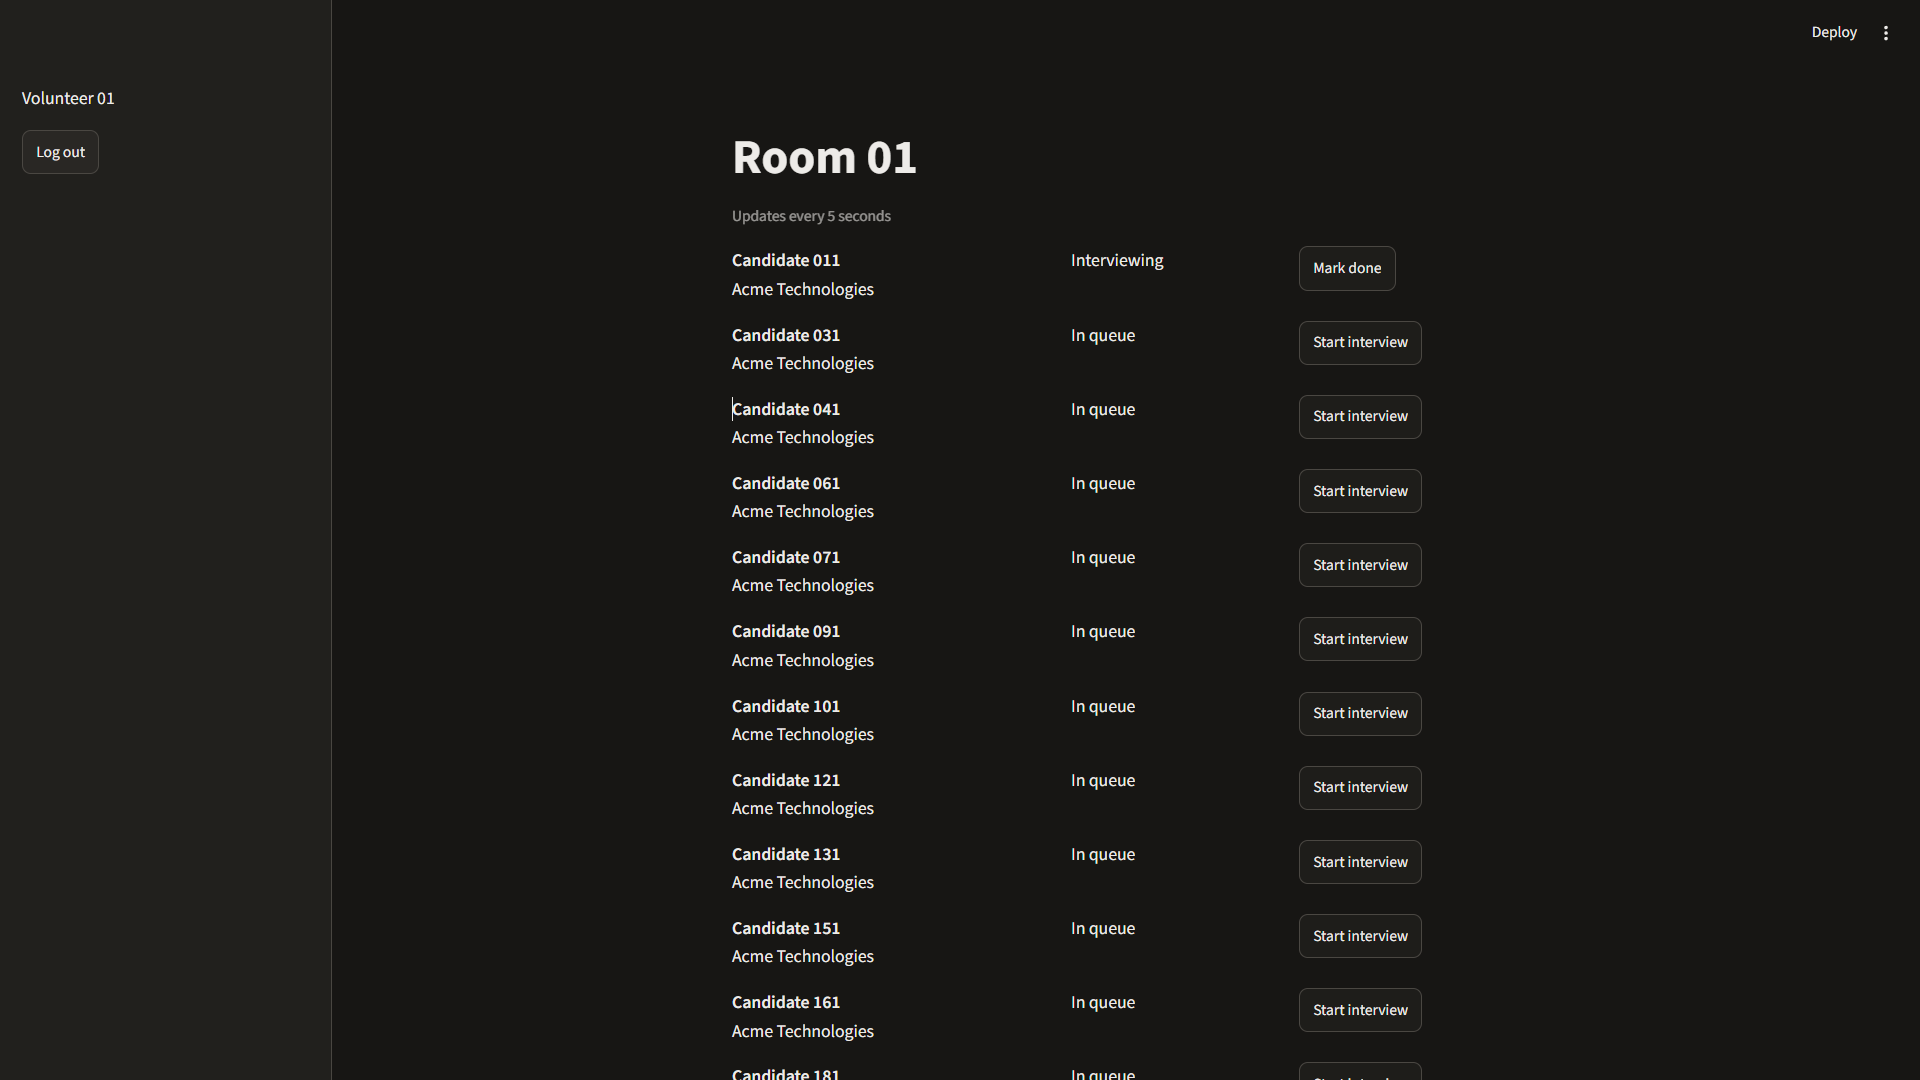 Deploy
Volunteer 01
Log out
Room 01
Updates every 5 seconds
Candidate 011 Interviewing Mark done
Acme Technologies
Candidate 031 In queue Start interview
Acme Technologies
Candidate 041 In queue Start interview
Acme Technologies
Candidate 061 In queue Start interview
Acme Technologies
Candidate 071 In queue Start interview
Acme Technologies
Candidate 091 In queue Start interview
Acme Technologies
Candidate 101 In queue Start interview
Acme Technologies
Candidate 121 In queue Start interview
Acme Technologies
Candidate 131 In queue Start interview
Acme Technologies
Candidate 151 In queue Start interview
Acme Technologies
Candidate 161 In queue Start interview
Acme Technologies
Candidate 181 In queue